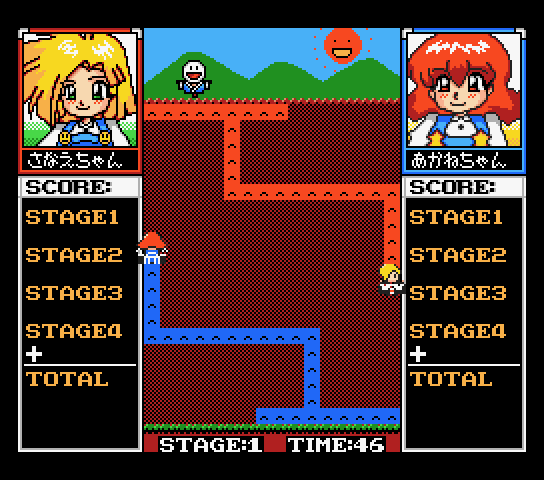 さなえちゃん
あかねちゃん
SCORE:
SCORE:
STAGE1
STAGE1
STAGE2
STAGE2
STAGE3
STAGE3
STAGE4
STAGE4
+
+
TOTAL
TOTAL
STAGE:1 TIME:46